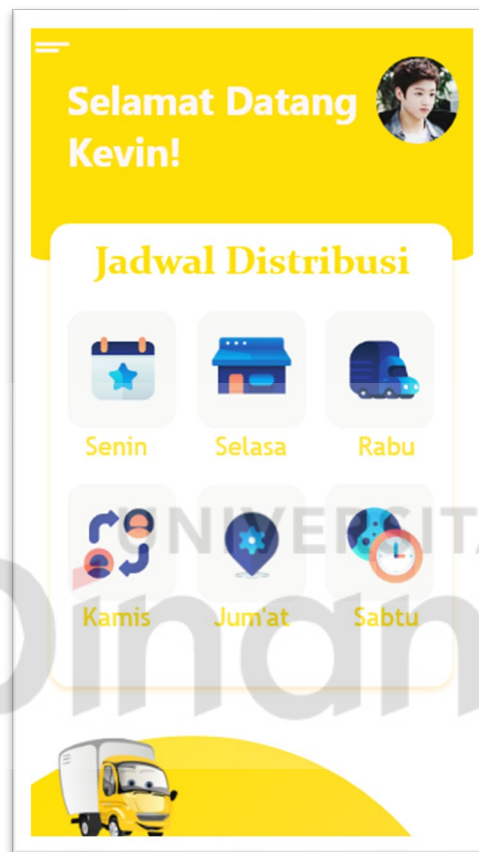 Selamat Datang
Kevin!
Jadwal Distribusi
Senin Selasa Rabu
UNIVERSITA
Dinam
Kamis Jum'at Sabtu